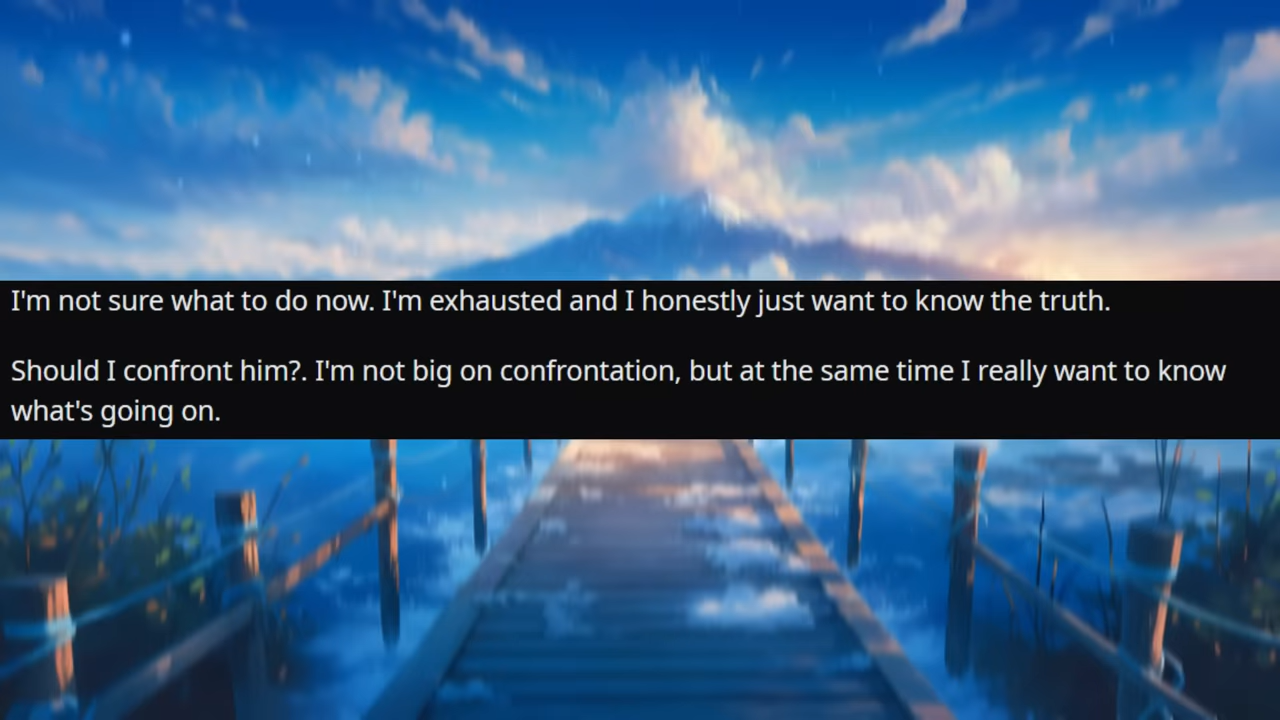 I'm not sure what to do now. I'm exhausted and I honestly just want to know the truth.
Should I confront him?. I'm not big on confrontation, but at the same time I really want to know
what's going on.